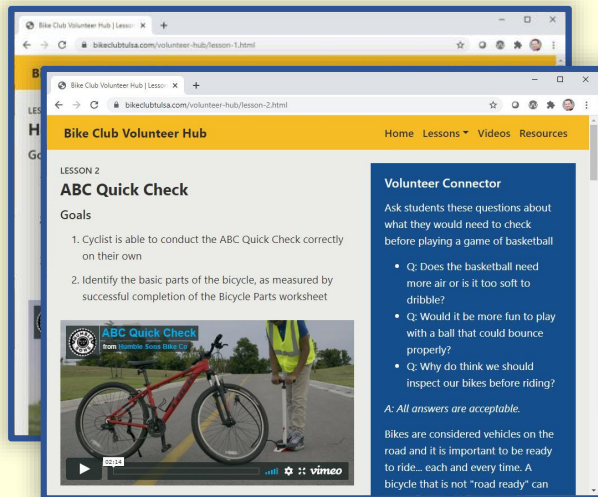 Bike Club Volunteer Hub | Lesson
bikeclubtulsa.com/volunteer-hub/lesson-1.html
B
LES
H
Go
Bike Club Volunteer Hub | Lesson
bikeclubtulsa.com/volunteer-hub/lesson-2.html
Bike Club Volunteer Hub
Home Lessons Videos Resources
LESSON 2
ABC Quick Check
Goals
1. Cyclist is able to conduct the ABC Quick Check correctly
on their own
2. Identify the basic parts of the bicycle, as measured by
successful completion of the Bicycle Parts worksheet
ABC Quick Check
from Humble Sons Bike Co
02:14
vimeo
Volunteer Connector
Ask students these questions about
what they would need to check
before playing a game of basketball
• Q: Does the basketball need
more air or is it too soft to
dribble?
• Q: Would it be more fun to play
with a ball that could bounce
properly?
• Q: Why do think we should
inspect our bikes before riding?
A: All answers are acceptable.
Bikes are considered vehicles on the
road and it is important to be ready
to ride... each and every time. A
bicycle that is not "road ready" can